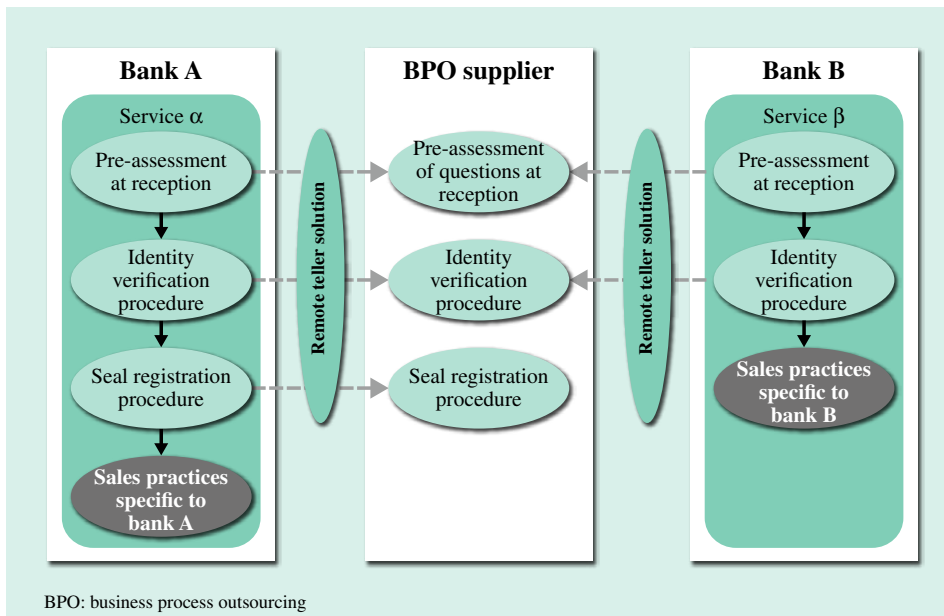 Bank A
Service α
Pre-assessment
at reception
Identity
verification
procedure
Seal registration
procedure
Sales practices
specific to
bank A
Remote teller solution
BPO supplier
Pre-assessment
of questions at
reception
Identity
verification
procedure
Seal registration
procedure
Remote teller solution
Bank B
Service β
Pre-assessment
at reception
Identity
verification
procedure
Sales practices
specific to
bank B
BPO: business process outsourcing